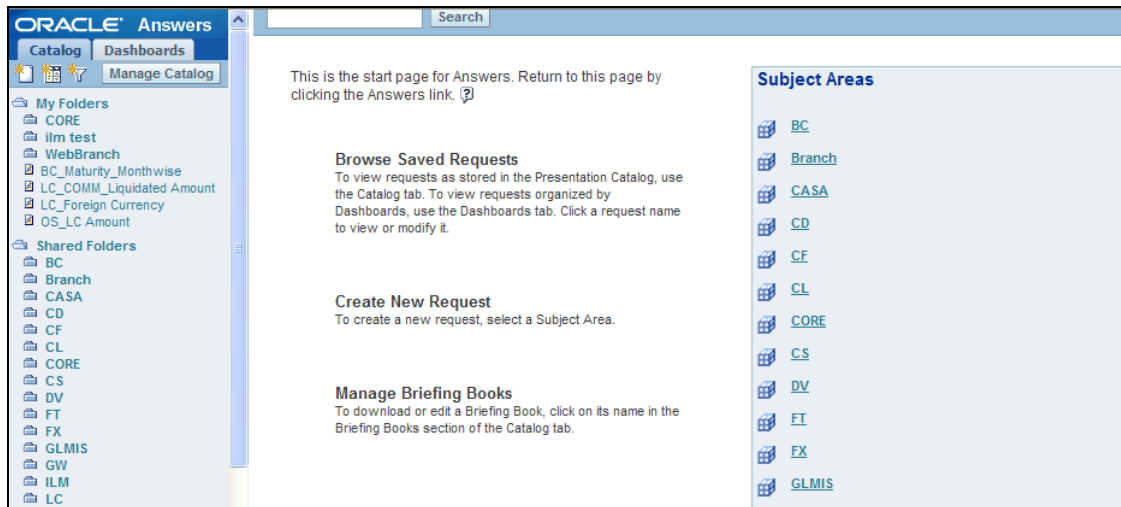 ORACLE Answers
Catalog Dashboards
Manage Catalog
My Folders
CORE
ilm test
WebBranch
BC_Maturity_Monthwise
LC_COMM_Liquidated Amount
LC_Foreign Currency
OS_LC Amount
Shared Folders
BC
Branch
CASA
CD
CF
CL
CORE
CS
DV
FT
FX
GLMIS
GW
ILM
LC
Search
This is the start page for Answers. Return to this page by
clicking the Answers link.
Browse Saved Requests
To view requests as stored in the Presentation Catalog, use
the Catalog tab. To view requests organized by
Dashboards, use the Dashboards tab. Click a request name
to view or modify it.
Create New Request
To create a new request, select a Subject Area.
Manage Briefing Books
To download or edit a Briefing Book, click on its name in the
Briefing Books section of the Catalog tab.
Subject Areas
BC
Branch
CASA
CD
CF
CL
CORE
CS
DV
FT
FX
GLMIS